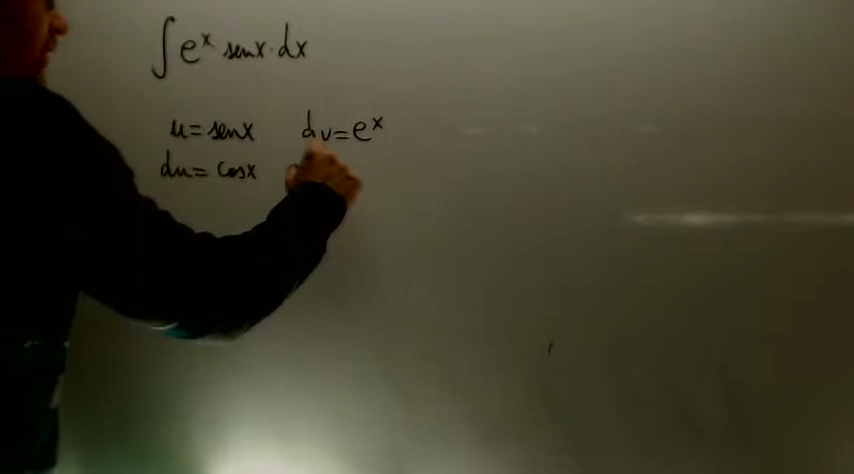 ∫ eˣ senx · dx
u = senx dv = eˣ
du = cosx